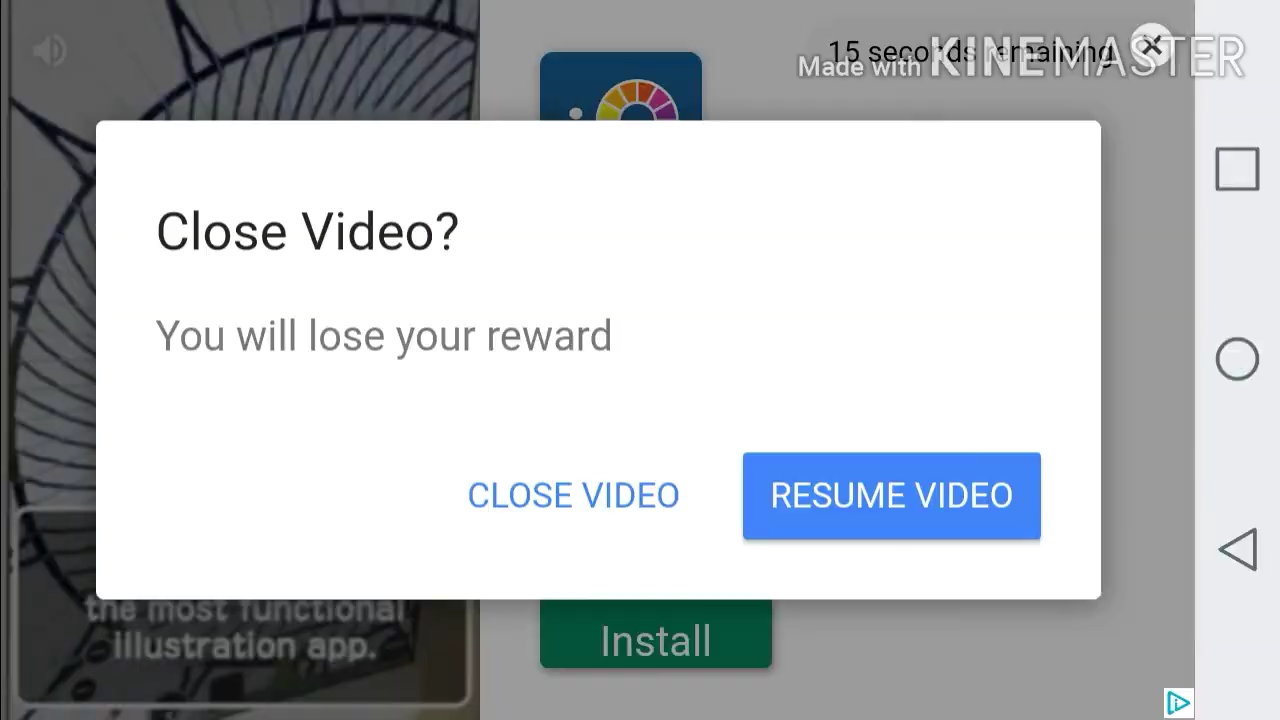 15 seconds remaining
Made with KINEMASTER
Close Video?
You will lose your reward
CLOSE VIDEO
RESUME VIDEO
the most functional
illustration app.
Install